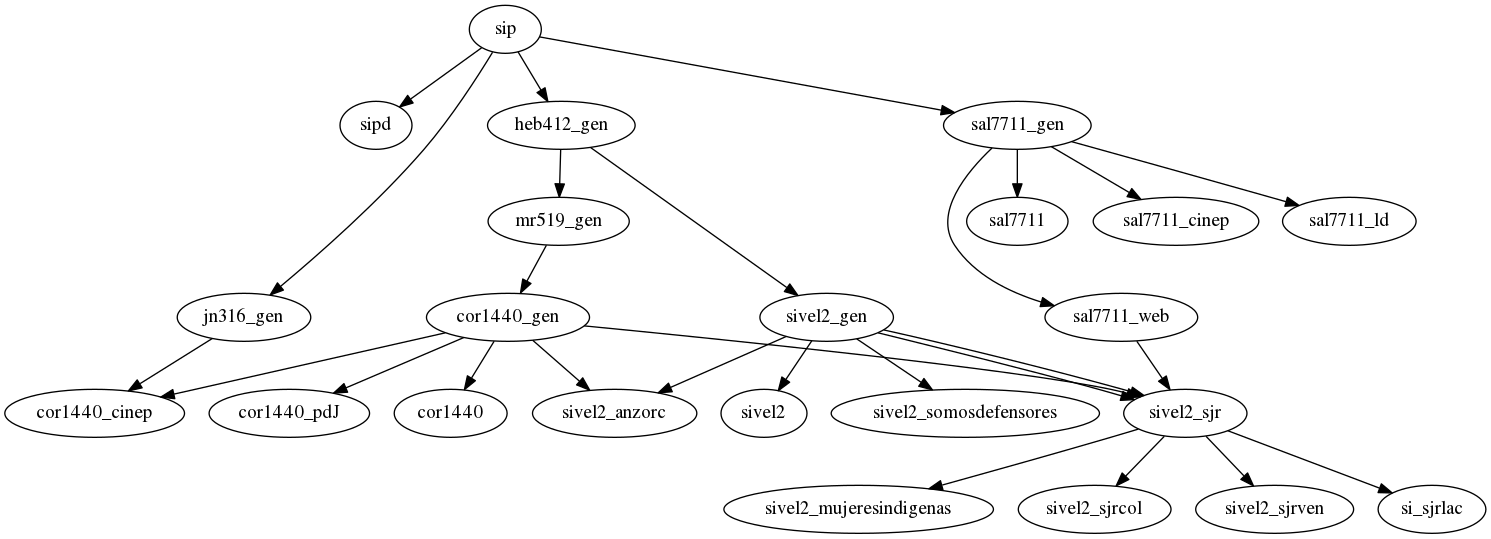 sip
sipd
heb412_gen
sal7711_gen
mr519_gen
sal7711
sal7711_cinep
sal7711_ld
jn316_gen
cor1440_gen
sivel2_gen
sal7711_web
cor1440_cinep
cor1440_pdJ
cor1440
sivel2_anzorc
sivel2
sivel2_somosdefensores
sivel2_sjr
sivel2_mujeresindigenas
sivel2_sjrcol
sivel2_sjrven
si_sjrlac